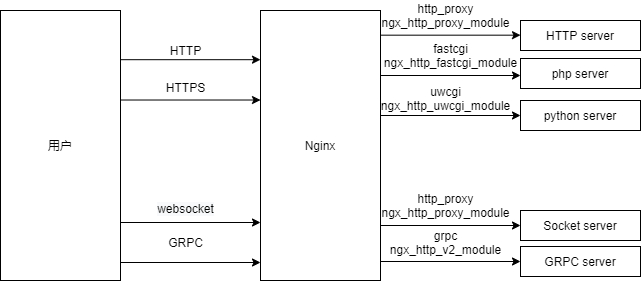 http_proxy
ngx_http_proxy_module
HTTP server
HTTP
fastcgi
ngx_http_fastcgi_module
php server
HTTPS
uwcgi
ngx_http_uwcgi_module
python server
用户
Nginx
websocket
http_proxy
ngx_http_proxy_module
Socket server
GRPC
grpc
ngx_http_v2_module
GRPC server